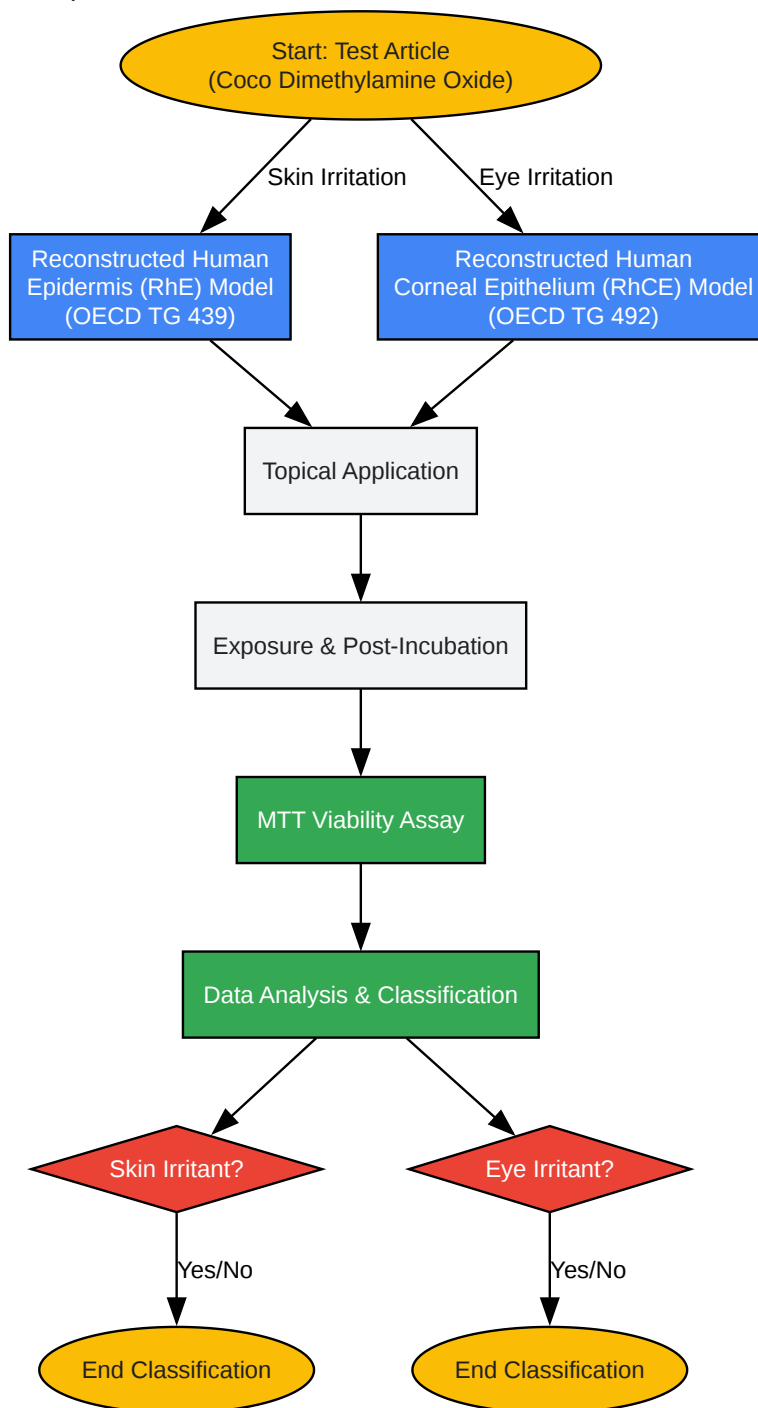 Start: Test Article
(Coco Dimethylamine Oxide)
Skin Irritation
Eye Irritation
Reconstructed Human
Epidermis (RhE) Model
(OECD TG 439)
Reconstructed Human
Corneal Epithelium (RhCE) Model
(OECD TG 492)
Topical Application
Exposure & Post-Incubation
MTT Viability Assay
Data Analysis & Classification
Skin Irritant?
Eye Irritant?
Yes/No
Yes/No
End Classification
End Classification